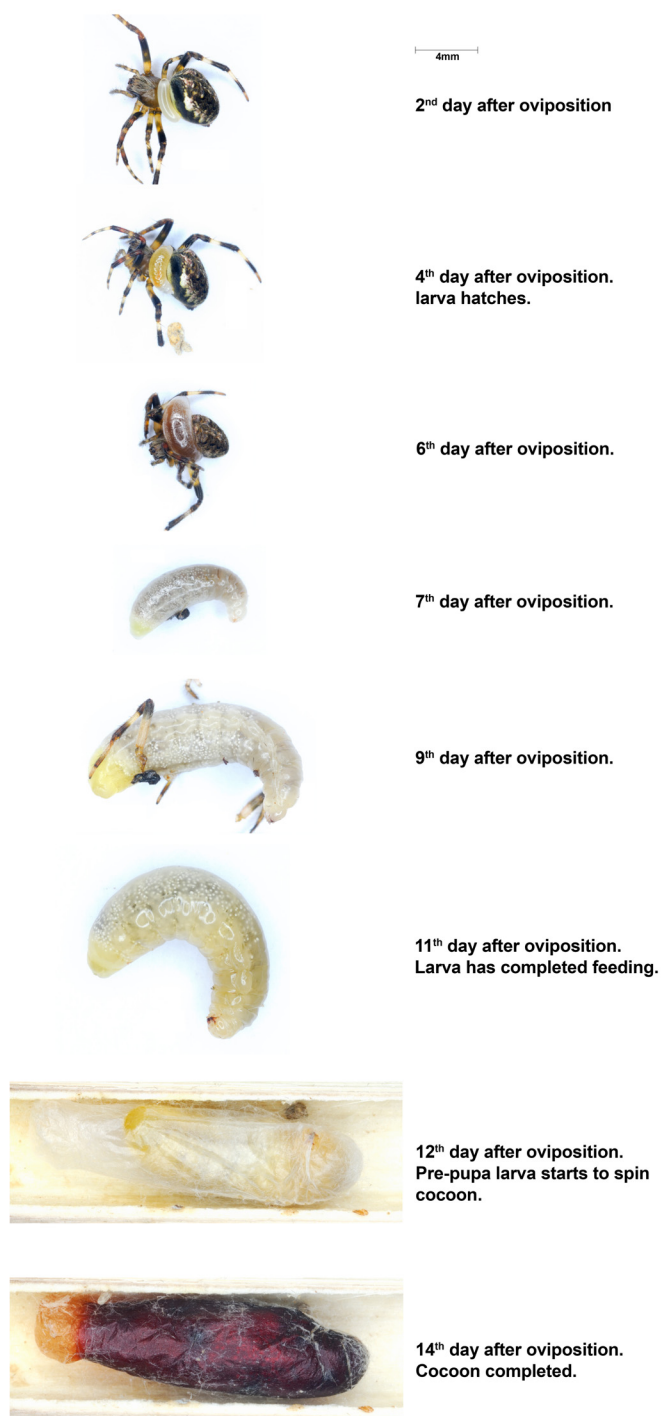 4mm
2nd day after oviposition
4th day after oviposition.
larva hatches.
6th day after oviposition.
7th day after oviposition.
9th day after oviposition.
11th day after oviposition.
Larva has completed feeding.
12th day after oviposition.
Pre-pupa larva starts to spin
cocoon.
14th day after oviposition.
Cocoon completed.